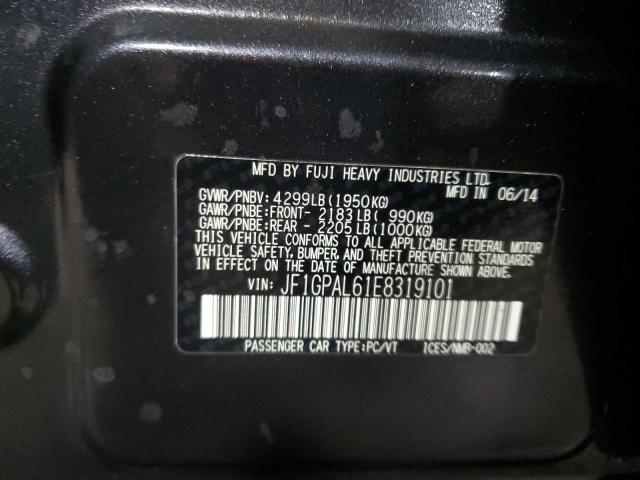 MFD BY FUJI HEAVY INDUSTRIES LTD.
MFD IN 06/14
GVWR/PNBV: 4299LB(1950KG)
GAWR/PNBE:FRONT- 2183LB( 990KG)
GAWR/PNBE:REAR - 2205LB(1000KG)
THIS VEHICLE CONFORMS TO ALL APPLICABLE FEDERAL MOTOR
VEHICLE SAFETY, BUMPER, AND THEFT PREVENTION STANDARDS
IN EFFECT ON THE DATE OF MANUFACTURE SHOWN ABOVE.
VIN: JF1GPAL61E8319101
PASSENGER CAR TYPE:PC/VT 1CES/NMB-002